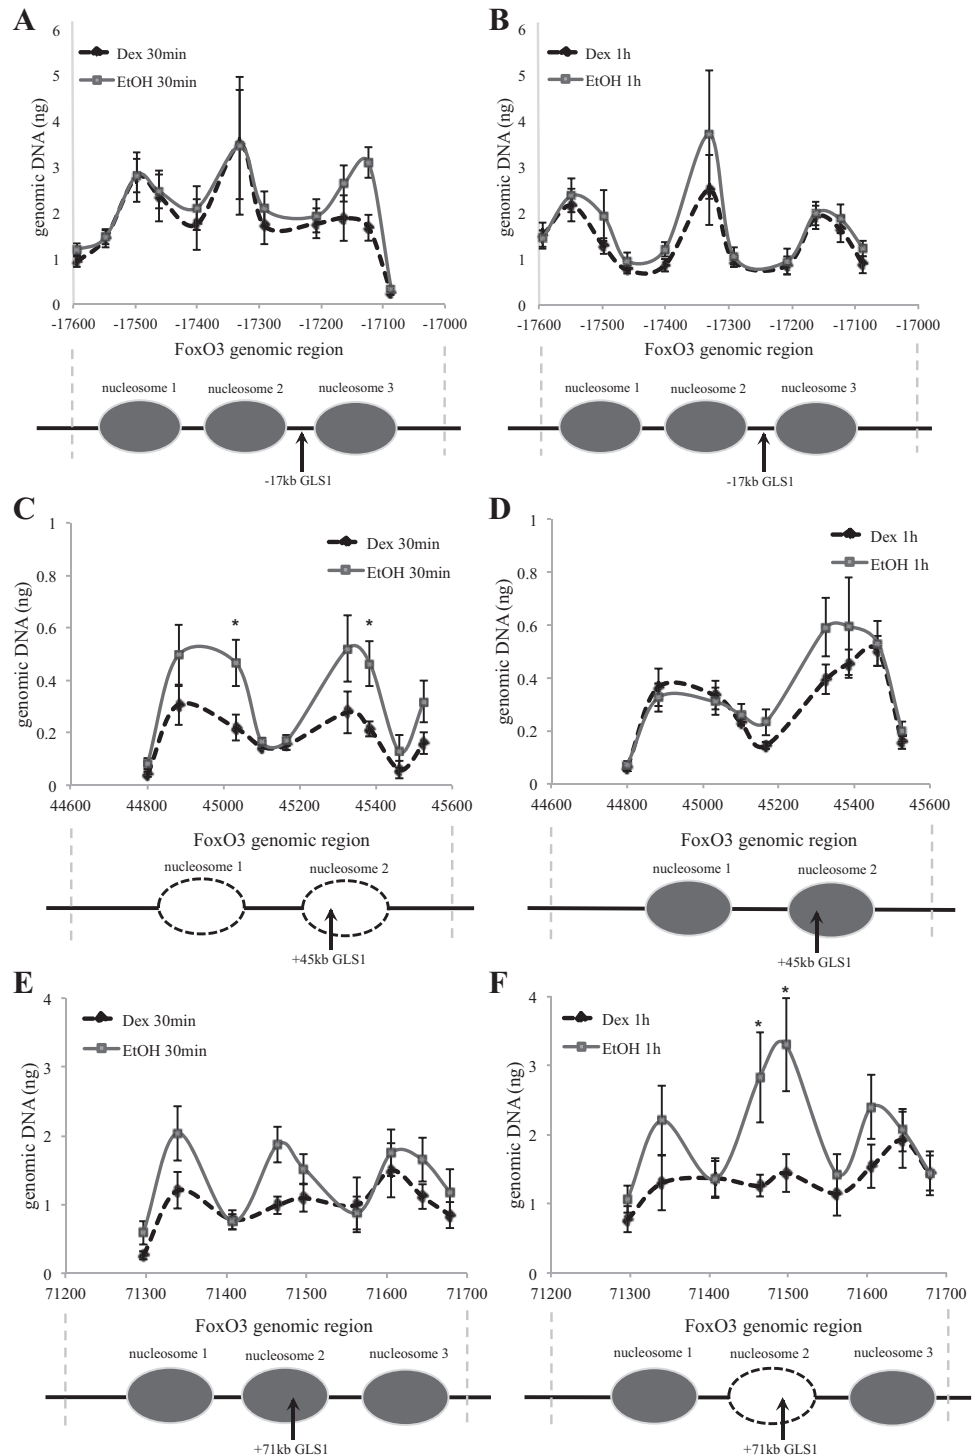 A
genomic DNA (ng)
6
5
4
3
2
1
0
Dex 30min
EtOH 30min
-17600 -17500 -17400 -17300 -17200 -17100 -17000
FoxO3 genomic region
nucleosome 1 nucleosome 2 nucleosome 3
-17kb GLS1
B
genomic DNA (ng)
6
5
4
3
2
1
0
Dex 1h
EtOH 1h
-17600 -17500 -17400 -17300 -17200 -17100 -17000
FoxO3 genomic region
nucleosome 1 nucleosome 2 nucleosome 3
-17kb GLS1
C
genomic DNA (ng)
1
0.8
0.6
0.4
0.2
0
Dex 30min
EtOH 30min
* *
44600 44800 45000 45200 45400 45600
FoxO3 genomic region
nucleosome 1 nucleosome 2
+45kb GLS1
D
genomic DNA (ng)
1
0.8
0.6
0.4
0.2
0
Dex 1h
EtOH 1h
44600 44800 45000 45200 45400 45600
FoxO3 genomic region
nucleosome 1 nucleosome 2
+45kb GLS1
E
genomic DNA (ng)
4
3
2
1
0
Dex 30min
EtOH 30min
71200 71300 71400 71500 71600 71700
FoxO3 genomic region
nucleosome 1 nucleosome 2 nucleosome 3
+71kb GLS1
F
genomic DNA (ng)
4
3
2
1
0
Dex 1h
EtOH 1h
* *
71200 71300 71400 71500 71600 71700
FoxO3 genomic region
nucleosome 1 nucleosome 2 nucleosome 3
+71kb GLS1